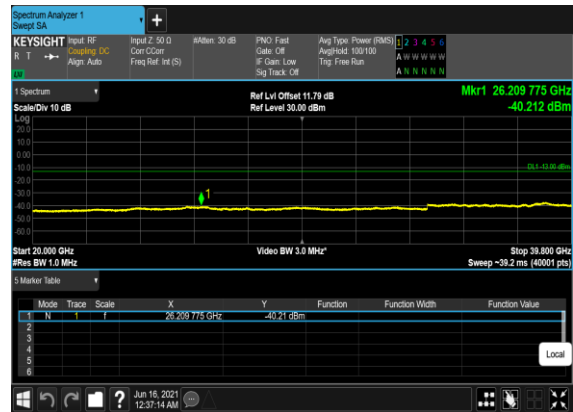 Spectrum Analyzer 1
Swept SA
KEYSIGHT Input: RF Input Z: 50 Ω #Atten: 30 dB PNO: Fast Avg Type: Power (RMS) 1 2 3 4 5 6
R T Coupling: DC Corr CCorr Gate: Off Avg|Hold: 100/100 A W W W W W
Align: Auto Freq Ref: Int (S) IF Gain: Low Trig: Free Run
LXI Sig Track: Off A N N N N N
1 Spectrum Ref Lvl Offset 11.79 dB Mkr1 26.209 775 GHz
Scale/Div 10 dB Ref Level 30.00 dBm -40.212 dBm
Log
20.0
10.0
0.00
-10.0 DL1 -13.00 dBm
-20.0
-30.0
1
-40.0
-50.0
-60.0
Start 20.000 GHz Video BW 3.0 MHz* Stop 39.800 GHz
#Res BW 1.0 MHz Sweep ~39.2 ms (40001 pts)
5 Marker Table
Mode Trace Scale X Y Function Function Width Function Value
1 N 1 f 26.209 775 GHz -40.21 dBm
2
3
4
5
6
Local
? Jun 16, 2021
12:37:14 AM